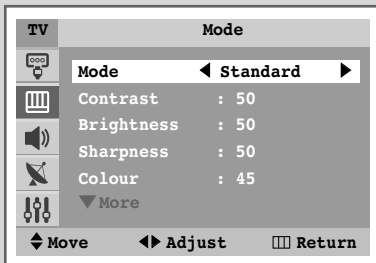 TV Mode
Mode ◀ Standard ▶
Contrast : 50
Brightness : 50
Sharpness : 50
Colour : 45
▼More
Move Adjust Return